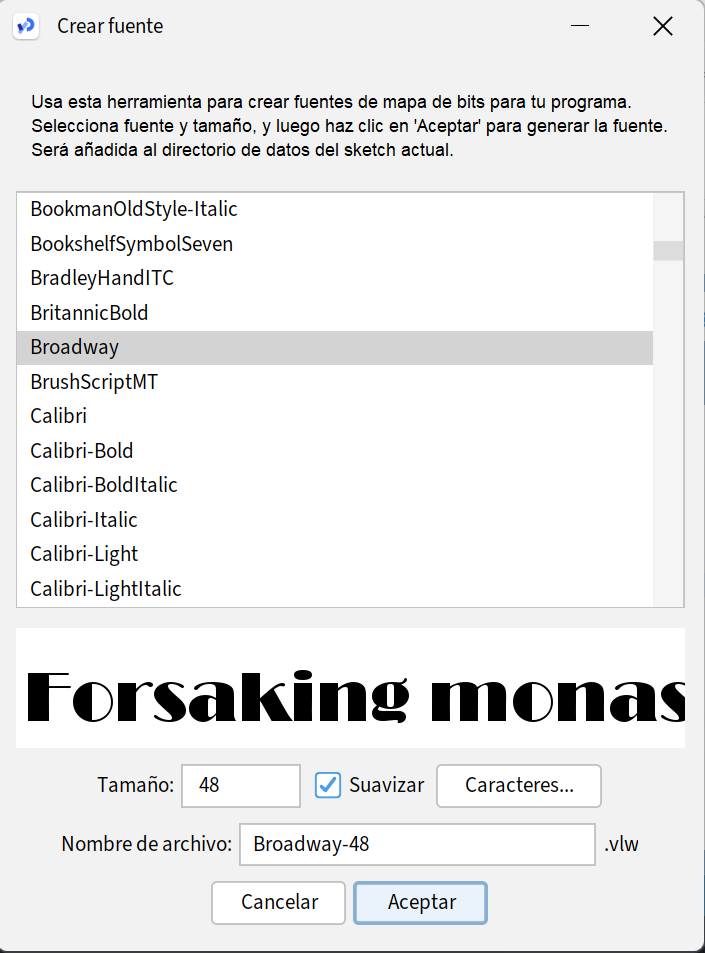 Crear fuente
Usa esta herramienta para crear fuentes de mapa de bits para tu programa.
Selecciona fuente y tamaño, y luego haz clic en 'Aceptar' para generar la fuente.
Será añadida al directorio de datos del sketch actual.
BookmanOldStyle-Italic
BookshelfSymbolSeven
BradleyHandITC
BritannicBold
Broadway
BrushScriptMT
Calibri
Calibri-Bold
Calibri-BoldItalic
Calibri-Italic
Calibri-Light
Calibri-LightItalic
Forsaking monas
Tamaño: 48 Suavizar Caracteres...
Nombre de archivo: Broadway-48 .vlw
Cancelar Aceptar